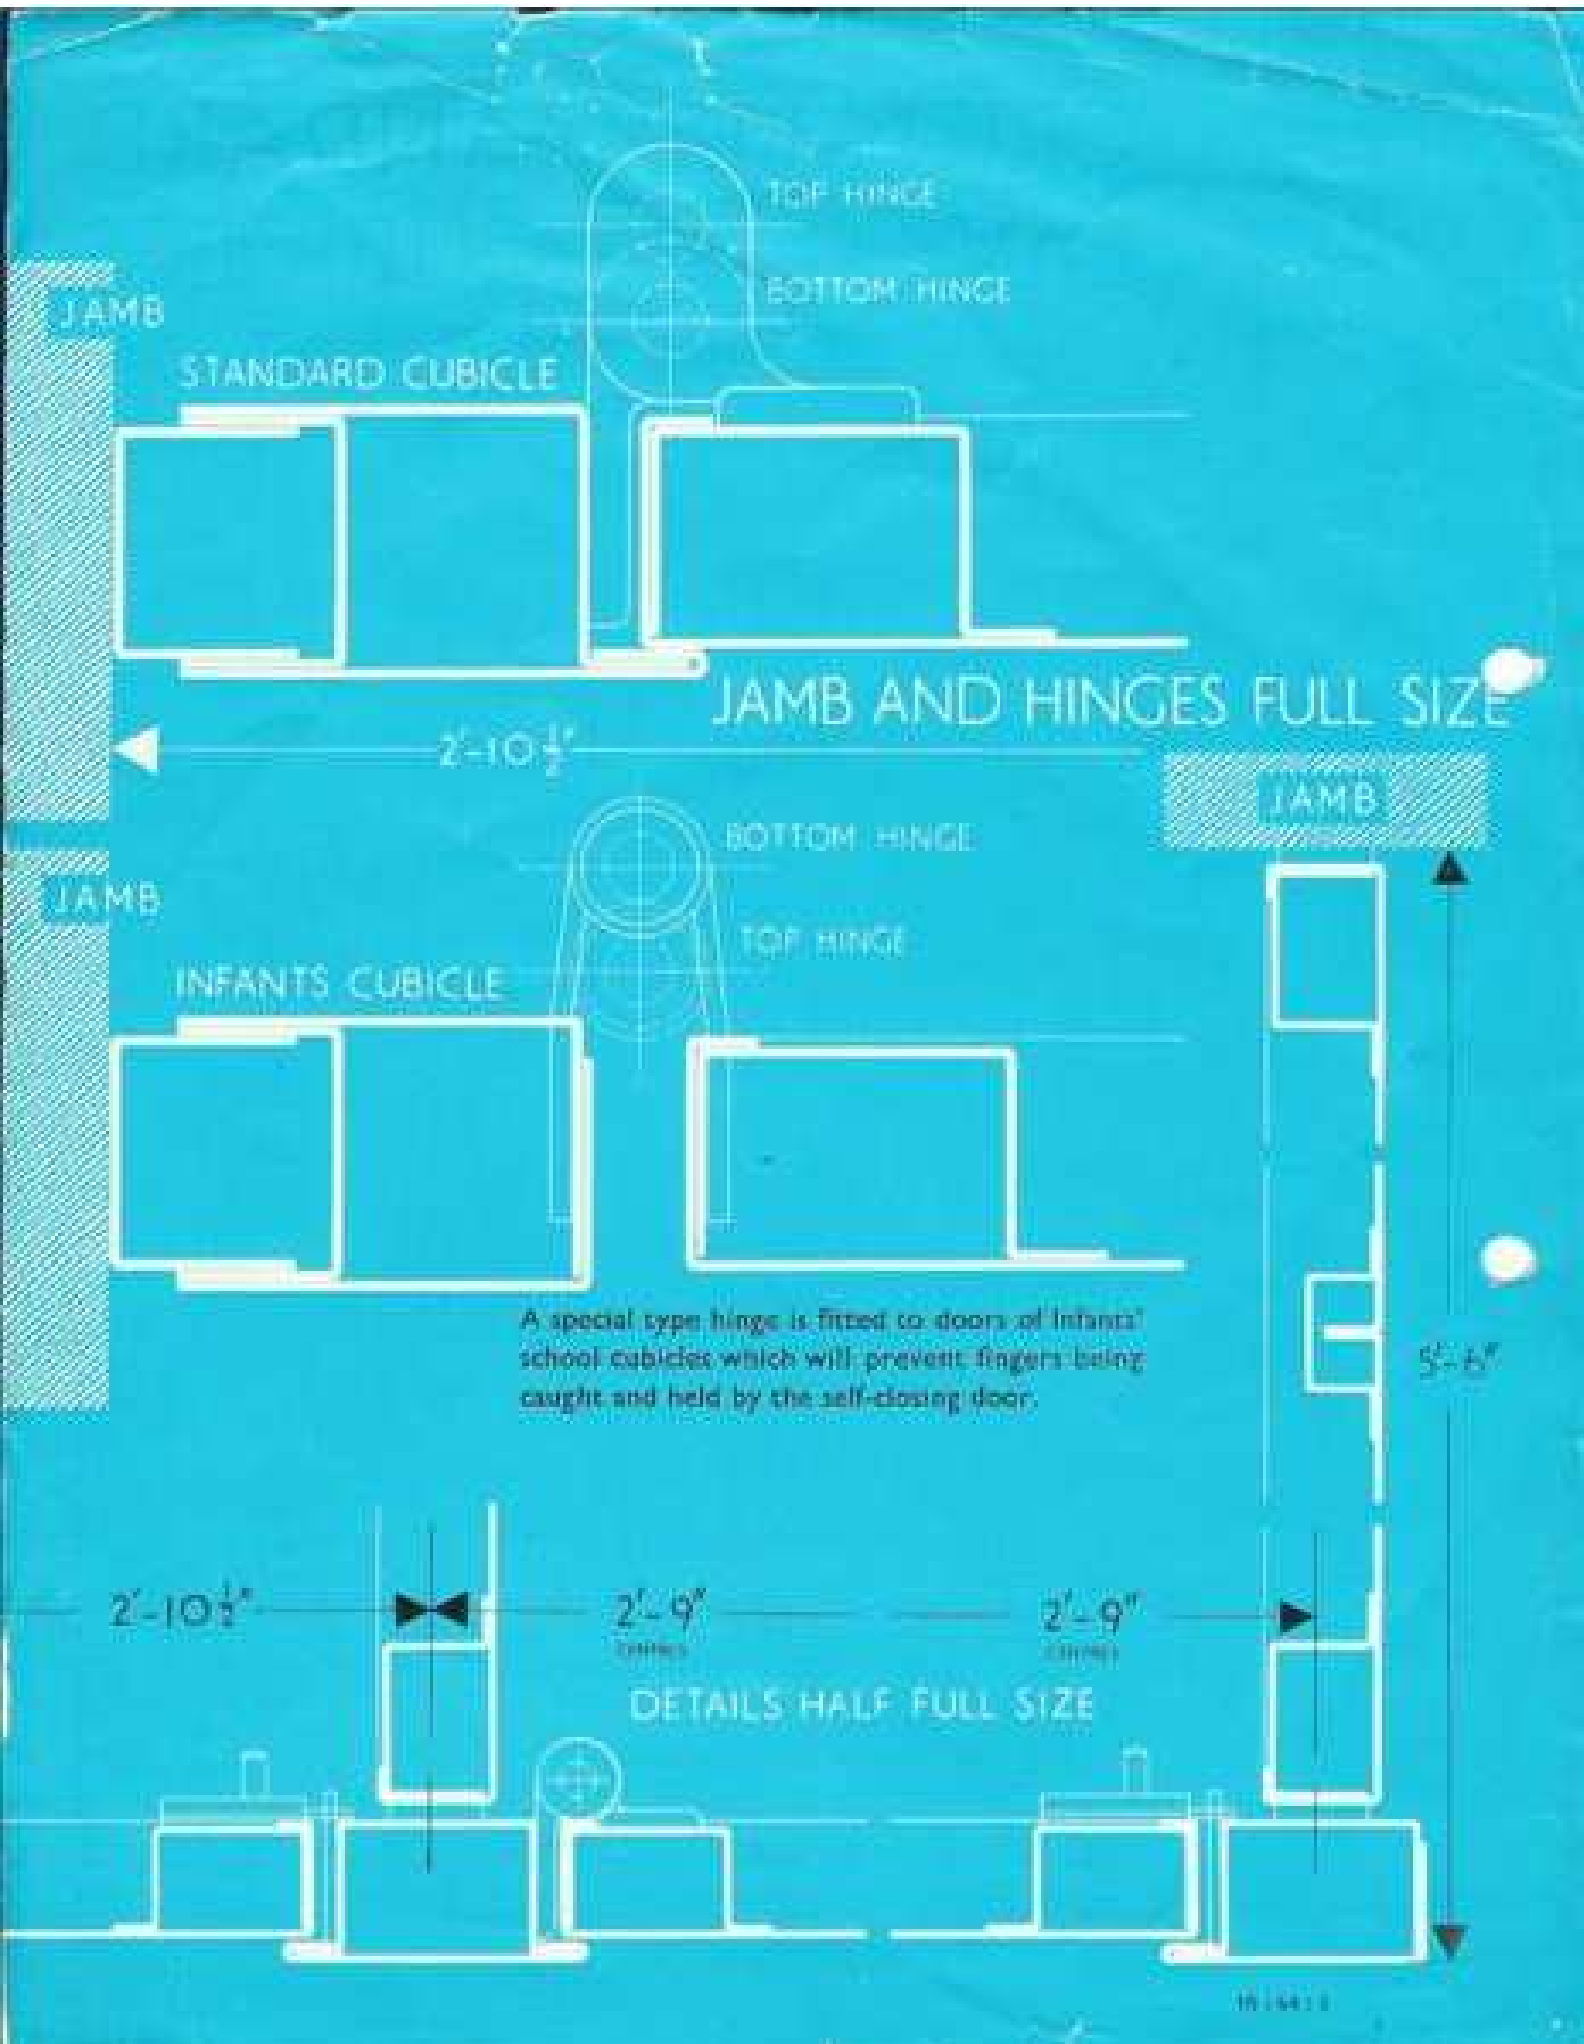 TOP HINGE
BOTTOM HINGE
JAMB
STANDARD CUBICLE
JAMB AND HINGES FULL SIZE
2'-10½"
JAMB
BOTTOM HINGE
JAMB
TOP HINGE
INFANTS CUBICLE
A special type hinge is fitted to doors of Infants'
school cubicles which will prevent fingers being
caught and held by the self-closing door.
5'-6"
2'-10½"
2'-9"
2'-9"
CENTRES
CENTRES
DETAILS HALF FULL SIZE